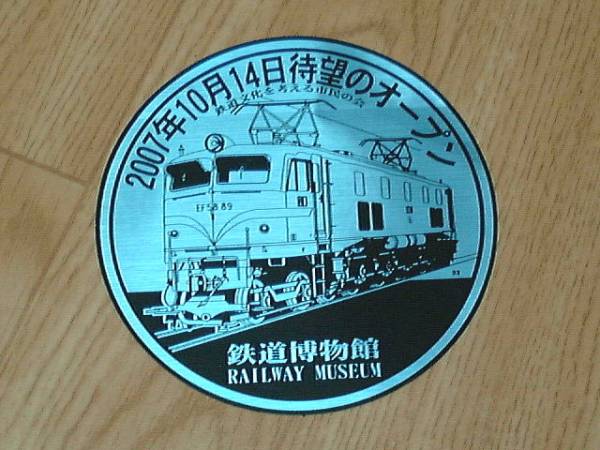 2007年10月14日待望のオープン
鉄道文化を考える市民の会
EF58 89
鉄道博物館
RAILWAY MUSEUM